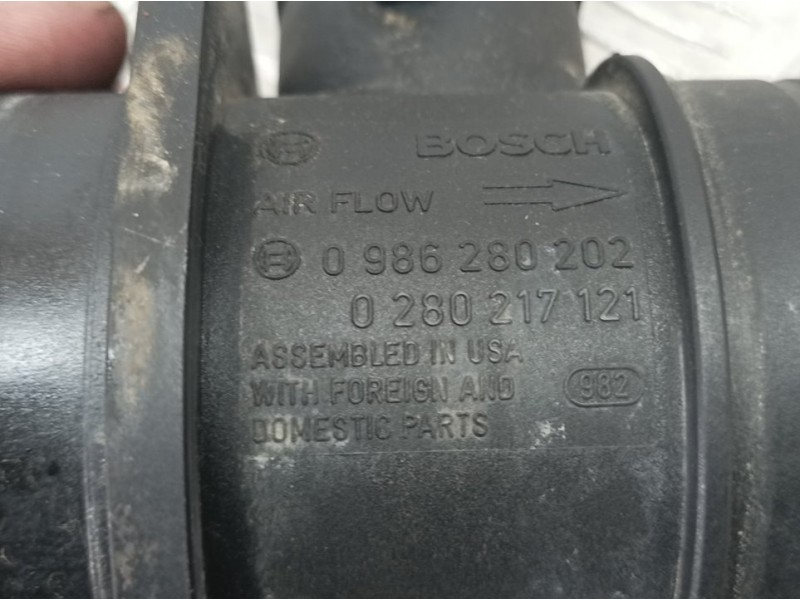 BOSCH
AIR FLOW
0 986 280 202
0 280 217 121
ASSEMBLED IN USA
WITH FOREIGN AND
DOMESTIC PARTS
982